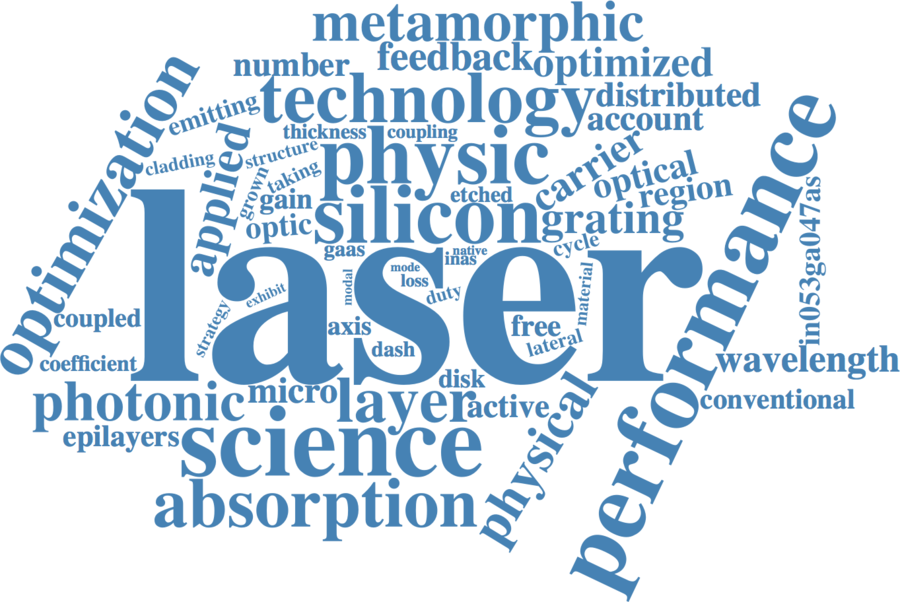 metamorphic
number
feedback
optimized
technology
distributed
emitting
account
thickness
coupling
optimization
applied
structure
physic
carrier
cladding
taking
optical
grown
gain
etched
region
optic
silicon
grating
performance
gaas
native
inas
cycle
in053ga047as
laser
mode
loss
modal
exhibit
duty
material
strategy
coupled
axis
free
lateral
dash
coefficient
wavelength
disk
micro
photonic
layer
active
conventional
epilayers
science
physical
absorption